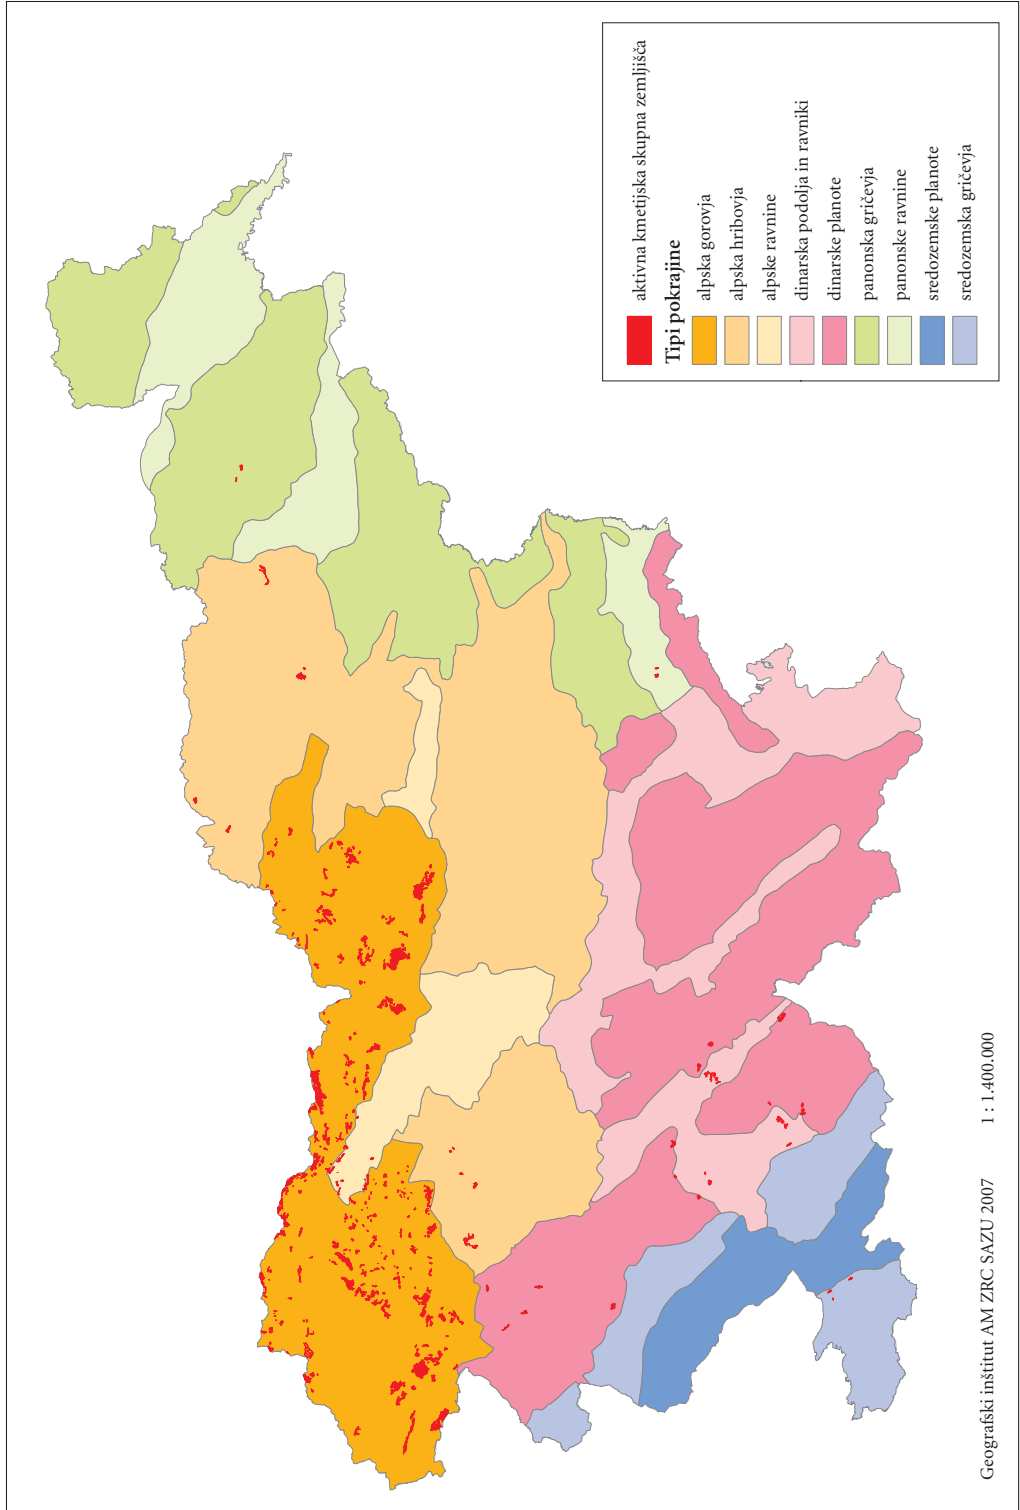 aktivna kmetijska skupna zemljišča
Tipi pokrajine
alpska gorovja
alpska hribovja
alpske ravnine
dinarska podolja in ravniki
dinarske planote
panonska gričevja
panonske ravnine
sredozemske planote
sredozemska gričevja
Geografski inštitut AM ZRC SAZU 2007
1 : 1.400.000